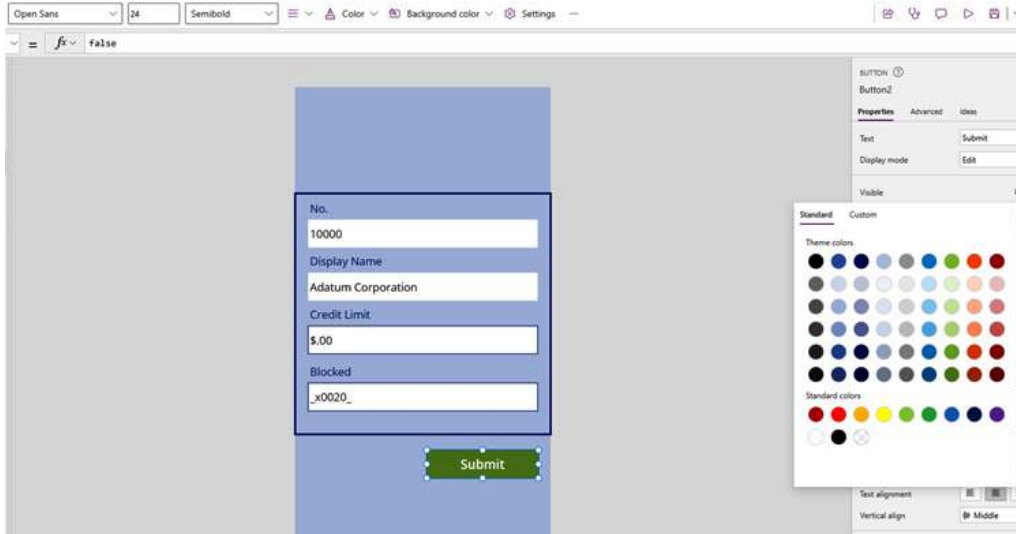 Open Sans 24 Semibold Color Background color Settings
= fx false
BUTTON
Button2
Properties Advanced Ideas
Text Submit
Display mode Edit
Visible
No.
10000
Display Name
Adatum Corporation
Credit Limit
$.00
Blocked
_x0020_
Submit
Standard Custom
Theme colors
Standard colors
Text alignment
Vertical align Middle